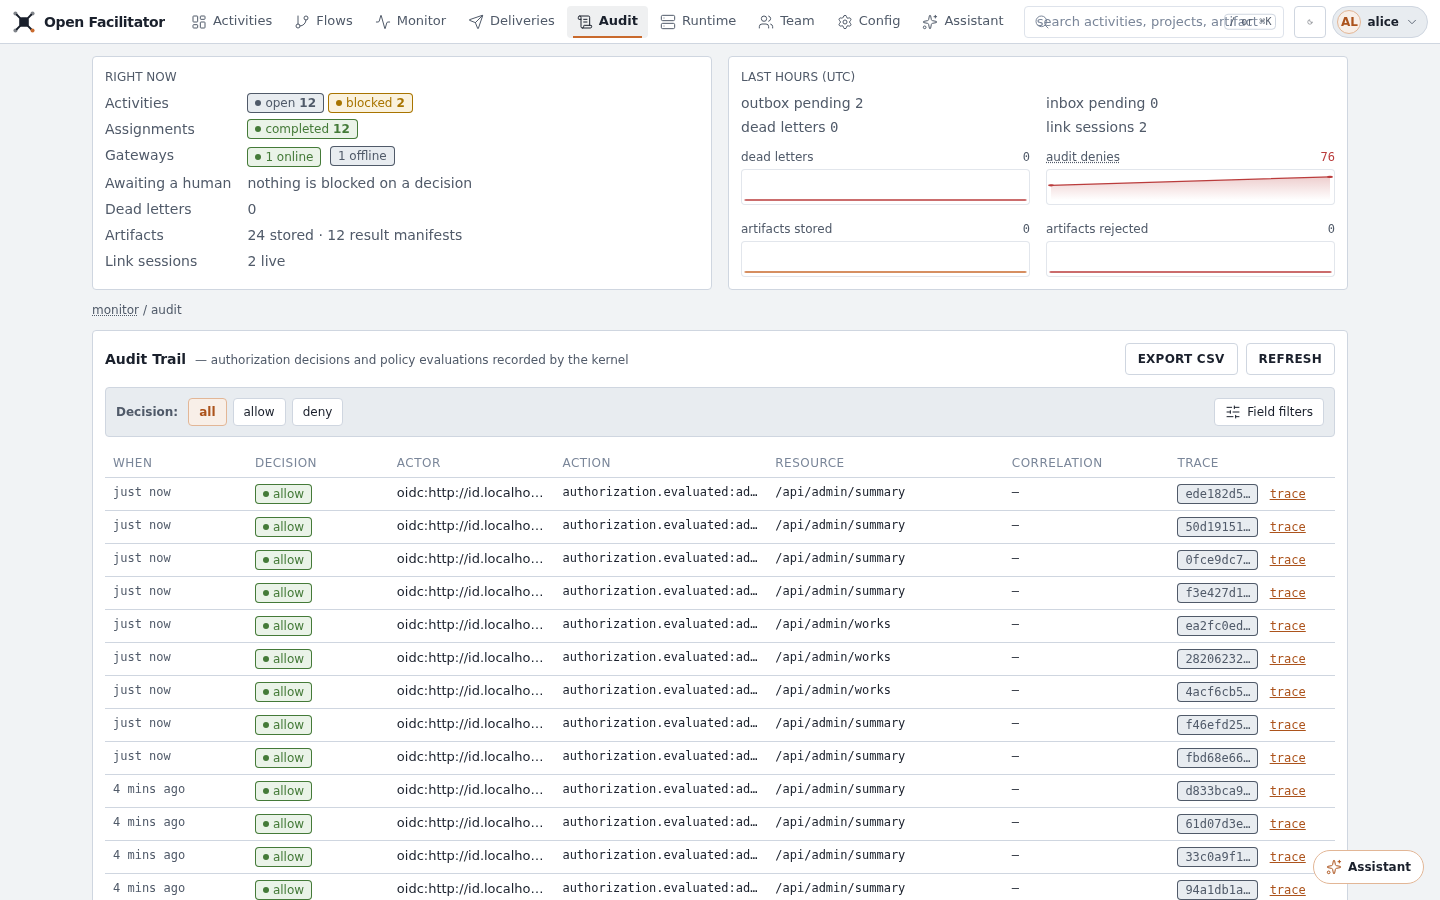 Open Facilitator
Activities
Flows
Monitor
Deliveries
Audit
Runtime
Team
Config
Assistant
AL alice
RIGHT NOW
Activities open 12 blocked 2
Assignments completed 12
Gateways 1 online 1 offline
Awaiting a human nothing is blocked on a decision
Dead letters 0
Artifacts 24 stored · 12 result manifests
Link sessions 2 live
LAST HOURS (UTC)
outbox pending 2 inbox pending 0
dead letters 0 link sessions 2
dead letters 0 audit denies 76
artifacts stored 0 artifacts rejected 0
monitor / audit
Audit Trail — authorization decisions and policy evaluations recorded by the kernel
EXPORT CSV REFRESH
Decision: all allow deny Field filters
WHEN DECISION ACTOR ACTION RESOURCE CORRELATION TRACE
just now allow oidc:http://id.localho… authorization.evaluated:ad… /api/admin/summary — ede182d5… trace
just now allow oidc:http://id.localho… authorization.evaluated:ad… /api/admin/summary — 50d19151… trace
just now allow oidc:http://id.localho… authorization.evaluated:ad… /api/admin/summary — 0fce9dc7… trace
just now allow oidc:http://id.localho… authorization.evaluated:ad… /api/admin/summary — f3e427d1… trace
just now allow oidc:http://id.localho… authorization.evaluated:ad… /api/admin/works — ea2fc0ed… trace
just now allow oidc:http://id.localho… authorization.evaluated:ad… /api/admin/works — 28206232… trace
just now allow oidc:http://id.localho… authorization.evaluated:ad… /api/admin/works — 4acf6cb5… trace
just now allow oidc:http://id.localho… authorization.evaluated:ad… /api/admin/summary — f46efd25… trace
just now allow oidc:http://id.localho… authorization.evaluated:ad… /api/admin/summary — fbd68e66… trace
4 mins ago allow oidc:http://id.localho… authorization.evaluated:ad… /api/admin/summary — d833bca9… trace
4 mins ago allow oidc:http://id.localho… authorization.evaluated:ad… /api/admin/summary — 61d07d3e… trace
4 mins ago allow oidc:http://id.localho… authorization.evaluated:ad… /api/admin/summary — 33c0a9f1… trace
4 mins ago allow oidc:http://id.localho… authorization.evaluated:ad… /api/admin/summary — 94a1db1a… trace
Assistant